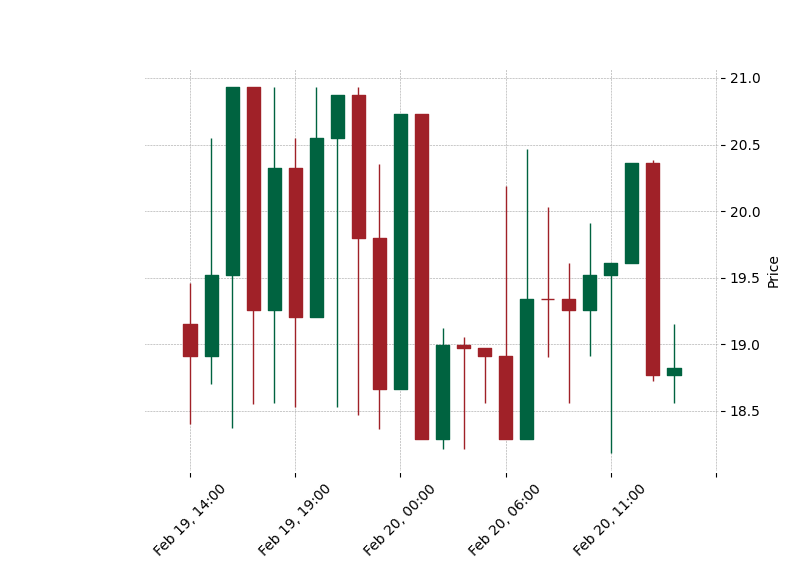 21.0
20.5
20.0
19.5
19.0
18.5
Price
Feb 19, 14:00
Feb 19, 19:00
Feb 20, 00:00
Feb 20, 06:00
Feb 20, 11:00